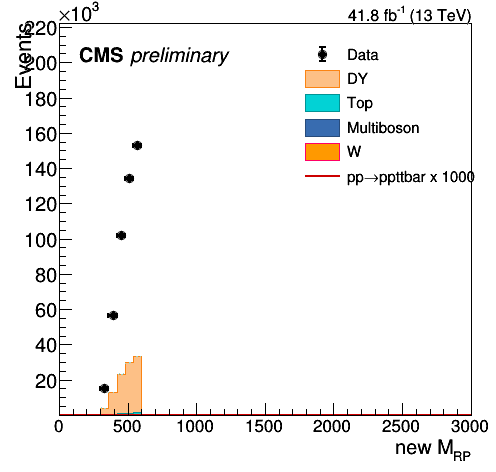 ×10³
41.8 fb⁻¹ (13 TeV)
Events
CMS preliminary
Data
DY
Top
Multiboson
W
pp→ppttbar x 1000
220
200
180
160
140
120
100
80
60
40
20
0 500 1000 1500 2000 2500 3000
new M_RP